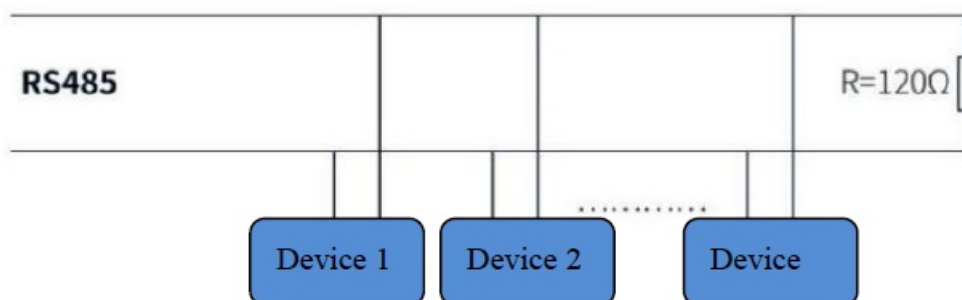 RS485
R=120Ω
............
Device 1
Device 2
Device